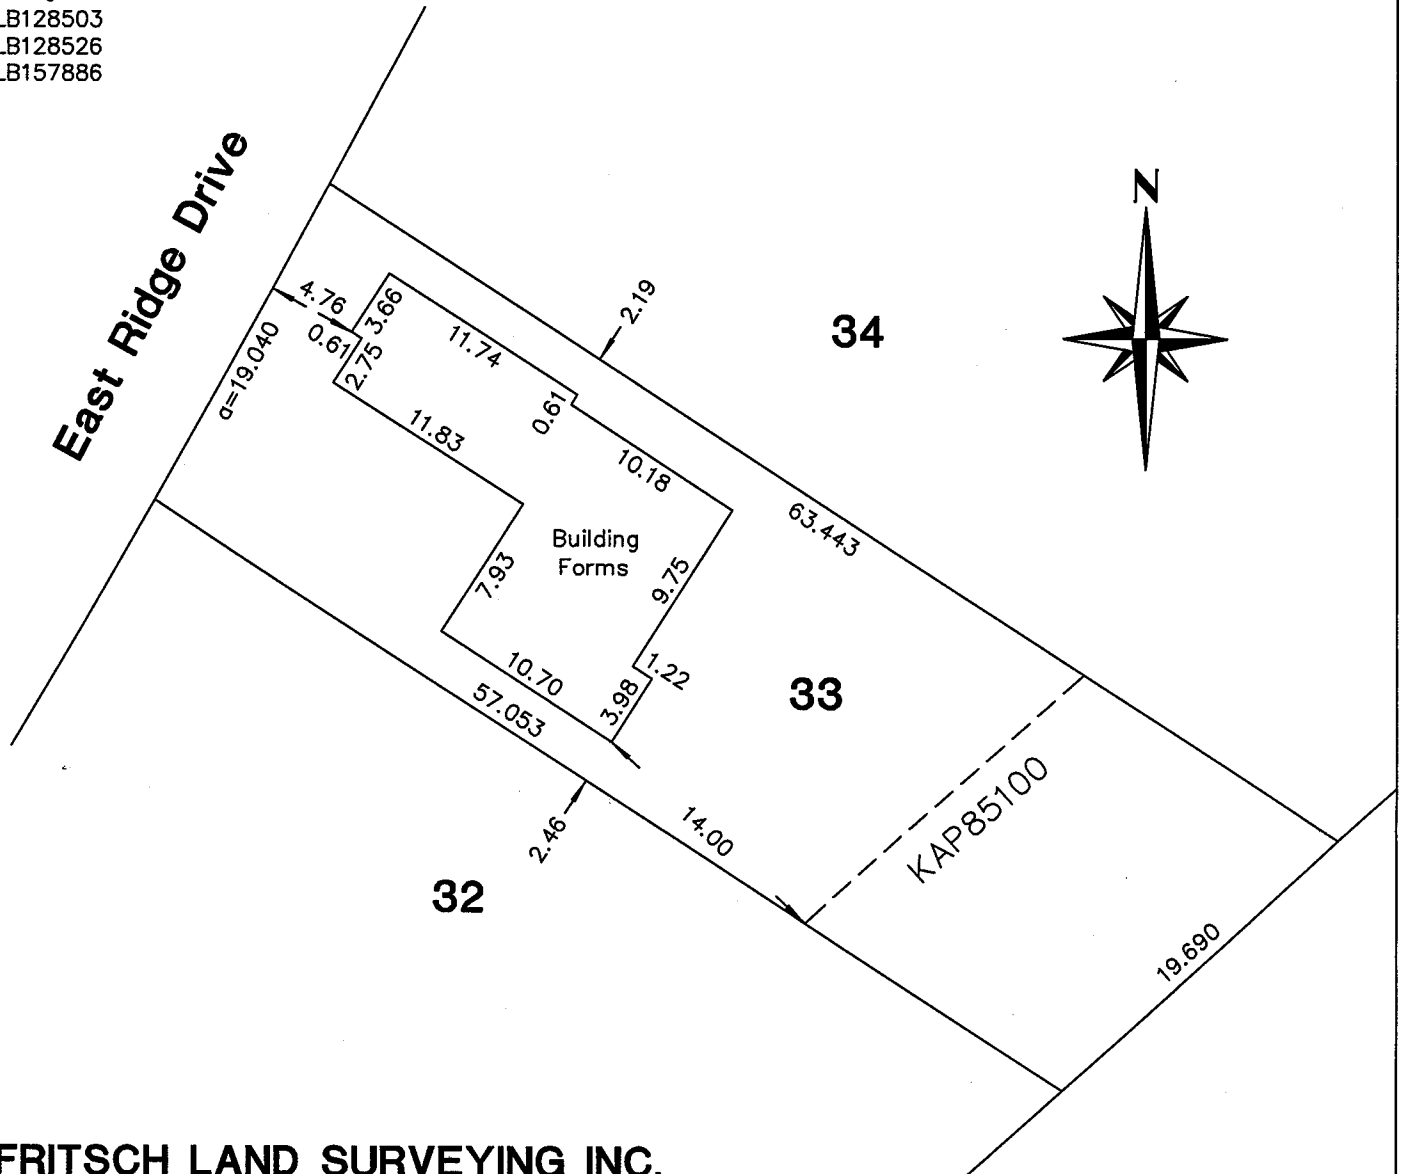 LB128503
LB128526
LB157886
East Ridge Drive
N
34
2.19
4.76
3.66
0.61
2.75
a=19.040
11.74
0.61
11.83
10.18
63.443
Building
Forms
7.93
9.75
1.22
33
10.70
3.98
57.053
KAP85100
14.00
2.46
32
19.690
FRITSCH LAND SURVEYING INC.